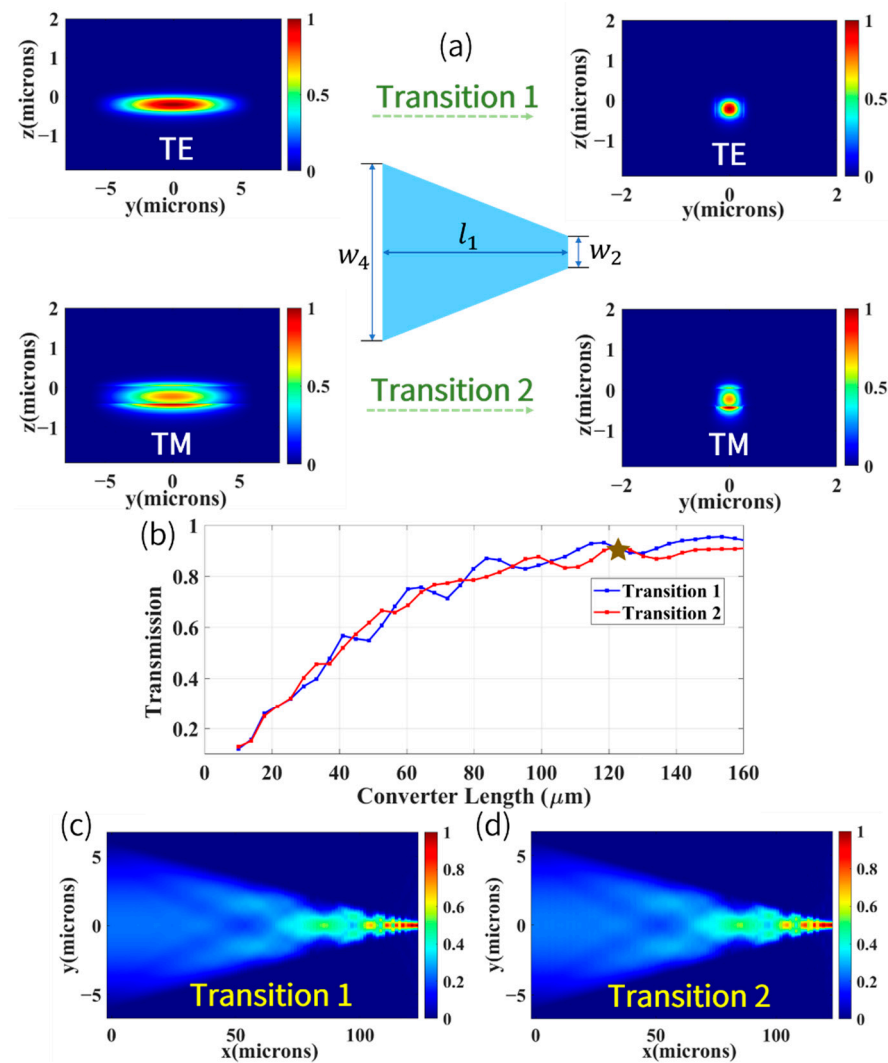 (a)
2
1
0
−1
z(microns)
TE
−5 0 5
y(microns)
1
0.5
0
Transition 1
2
1
0
−1
z(microns)
TE
−2 0 2
y(microns)
1
0.5
0
w4
l1
w2
2
1
0
−1
z(microns)
TM
−5 0 5
y(microns)
1
0.5
0
Transition 2
2
1
0
−1
z(microns)
TM
−2 0 2
y(microns)
1
0.5
0
(b)
1
0.8
0.6
0.4
0.2
Transmission
Transition 1
Transition 2
0 20 40 60 80 100 120 140 160
Converter Length (μm)
(c)
5
0
−5
y(microns)
Transition 1
0 50 100
x(microns)
1
0.8
0.6
0.4
0.2
0
(d)
5
0
−5
y(microns)
Transition 2
0 50 100
x(microns)
1
0.8
0.6
0.4
0.2
0